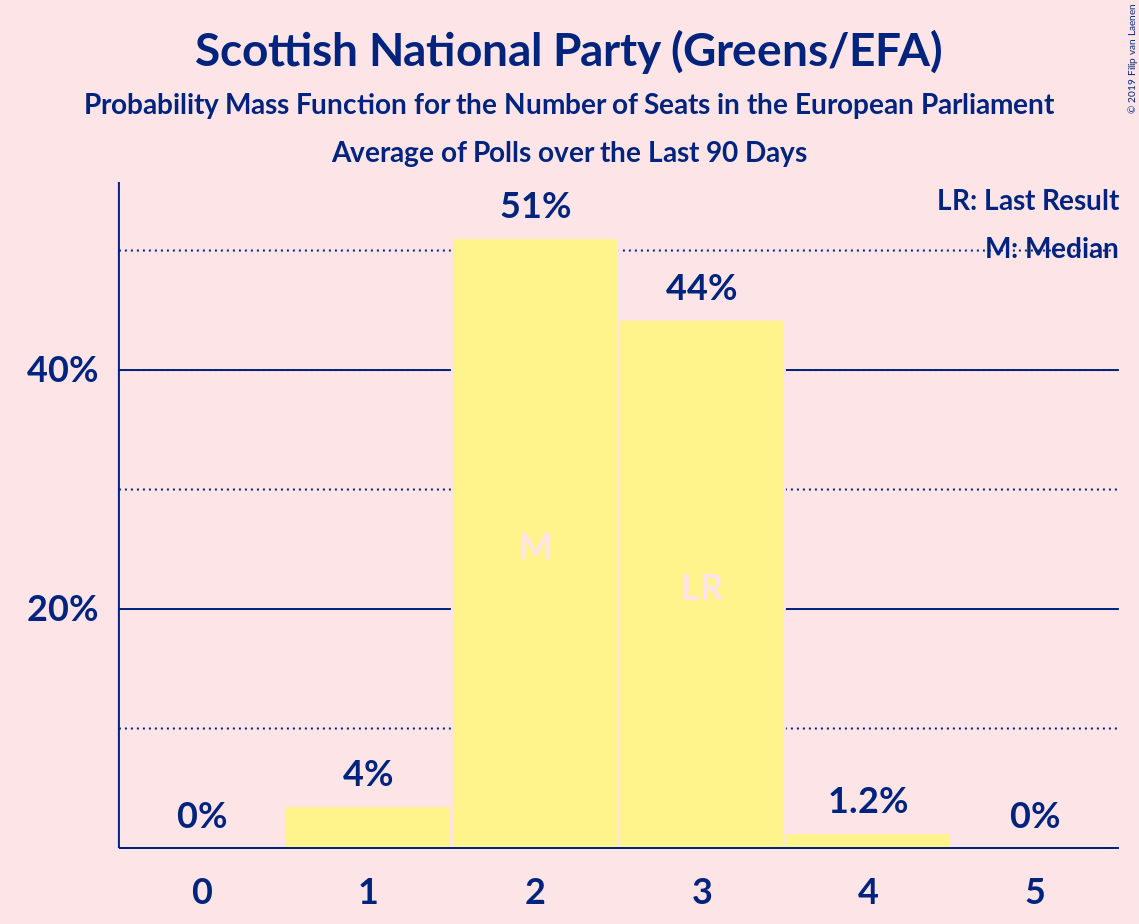 Scottish National Party (Greens/EFA)
Probability Mass Function for the Number of Seats in the European Parliament
Average of Polls over the Last 90 Days
© 2019 Filip van Laenen
LR: Last Result
M: Median
51%
44%
40%
M
LR
20%
4%
1.2%
0%
0%
0 1 2 3 4 5